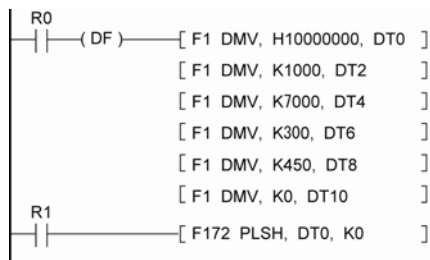 R0
( DF ) [ F1 DMV, H10000000, DT0 ]
[ F1 DMV, K1000, DT2 ]
[ F1 DMV, K7000, DT4 ]
[ F1 DMV, K300, DT6 ]
[ F1 DMV, K450, DT8 ]
[ F1 DMV, K0, DT10 ]
R1
[ F172 PLSH, DT0, K0 ]